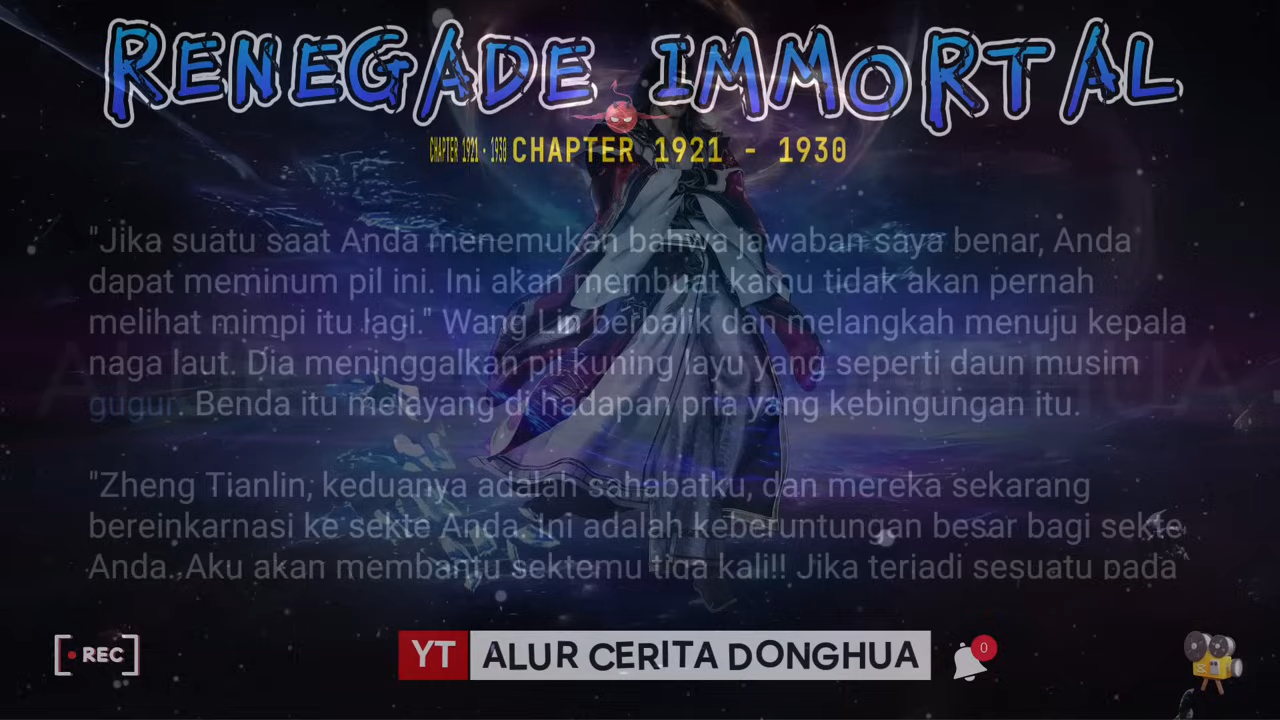 RENEGADE IMMORTAL
CHAPTER 1921 - 1930 CHAPTER 1921 - 1930
"Jika suatu saat Anda menemukan bahwa jawaban saya benar, Anda
dapat meminum pil ini. Ini akan membuat kamu tidak akan pernah
melihat mimpi itu lagi." Wang Lin berbalik dan melangkah menuju kepala
naga laut. Dia meninggalkan pil kuning layu yang seperti daun musim
gugur. Benda itu melayang di hadapan pria yang kebingungan itu.
"Zheng Tianlin, keduanya adalah sahabatku, dan mereka sekarang
bereinkarnasi ke sekte Anda. Ini adalah keberuntungan besar bagi sekte
Anda. Aku akan membantu sektemu tiga kali!! Jika terjadi sesuatu pada
REC
YT ALUR CERITA DONGHUA
0